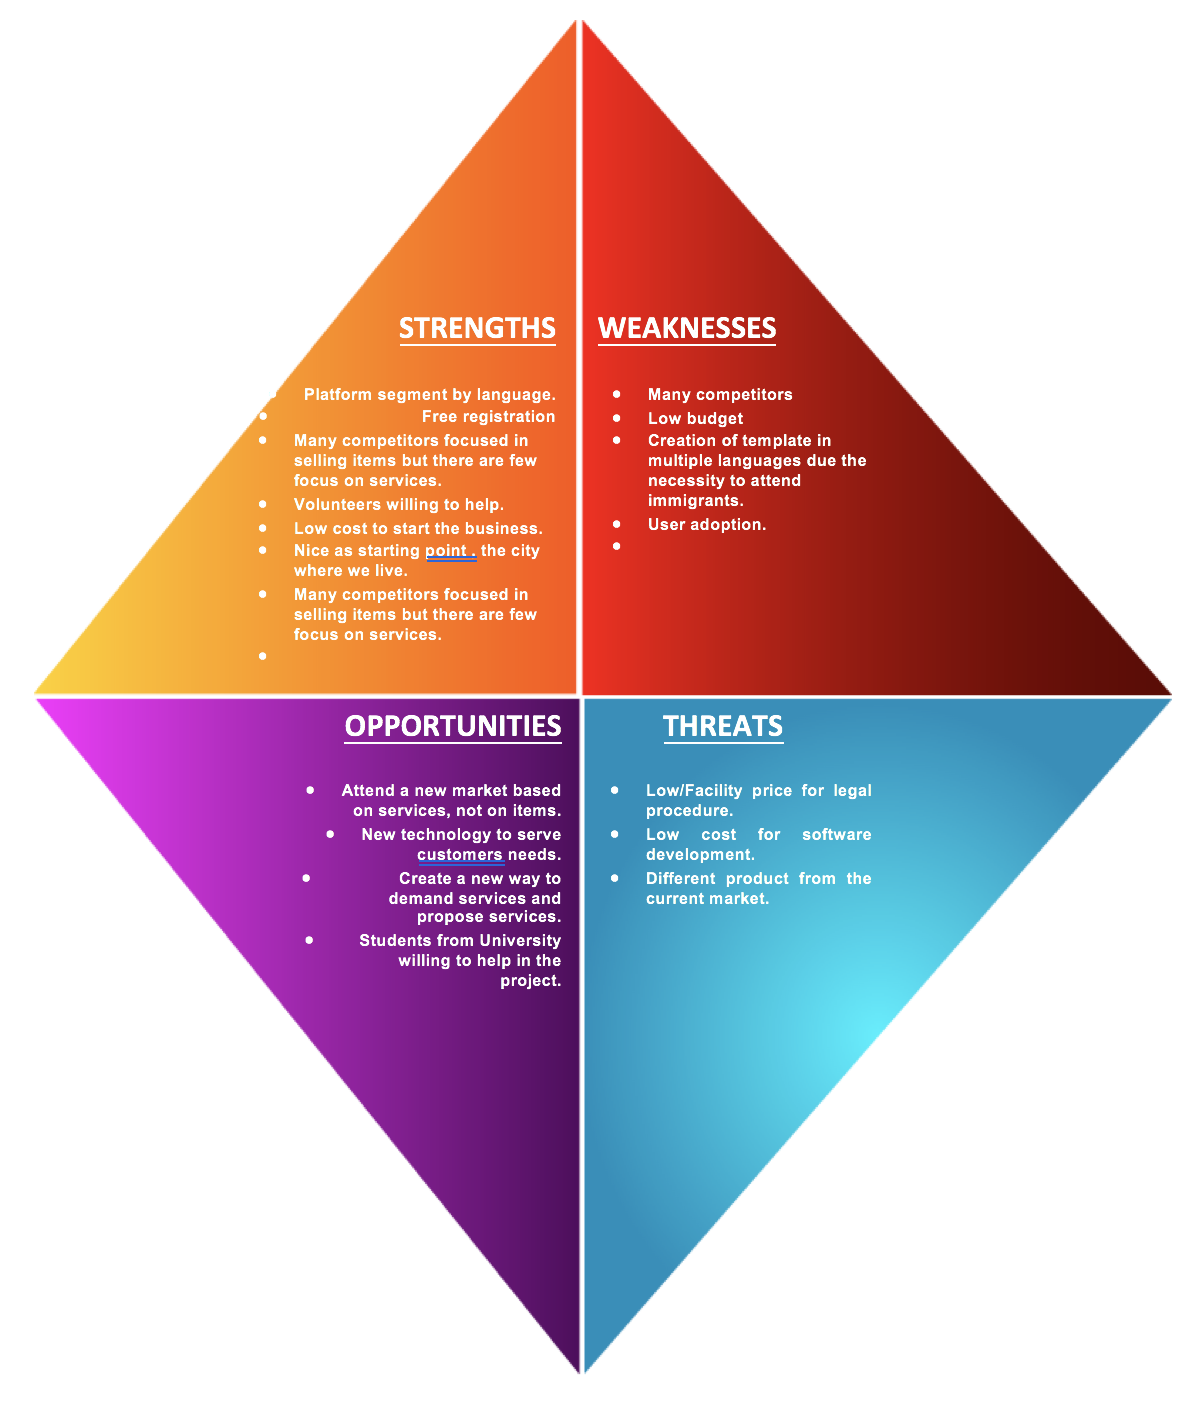 STRENGTHS
Platform segment by language.
Free registration
Many competitors focused in
selling items but there are few
focus on services.
Volunteers willing to help.
Low cost to start the business.
Nice as starting point . the city
where we live.
Many competitors focused in
selling items but there are few
focus on services.
WEAKNESSES
Many competitors
Low budget
Creation of template in
multiple languages due the
necessity to attend
immigrants.
User adoption.
OPPORTUNITIES
Attend a new market based
on services, not on items.
New technology to serve
customers needs.
Create a new way to
demand services and
propose services.
Students from University
willing to help in the
project.
THREATS
Low/Facility price for legal
procedure.
Low cost for software
development.
Different product from the
current market.